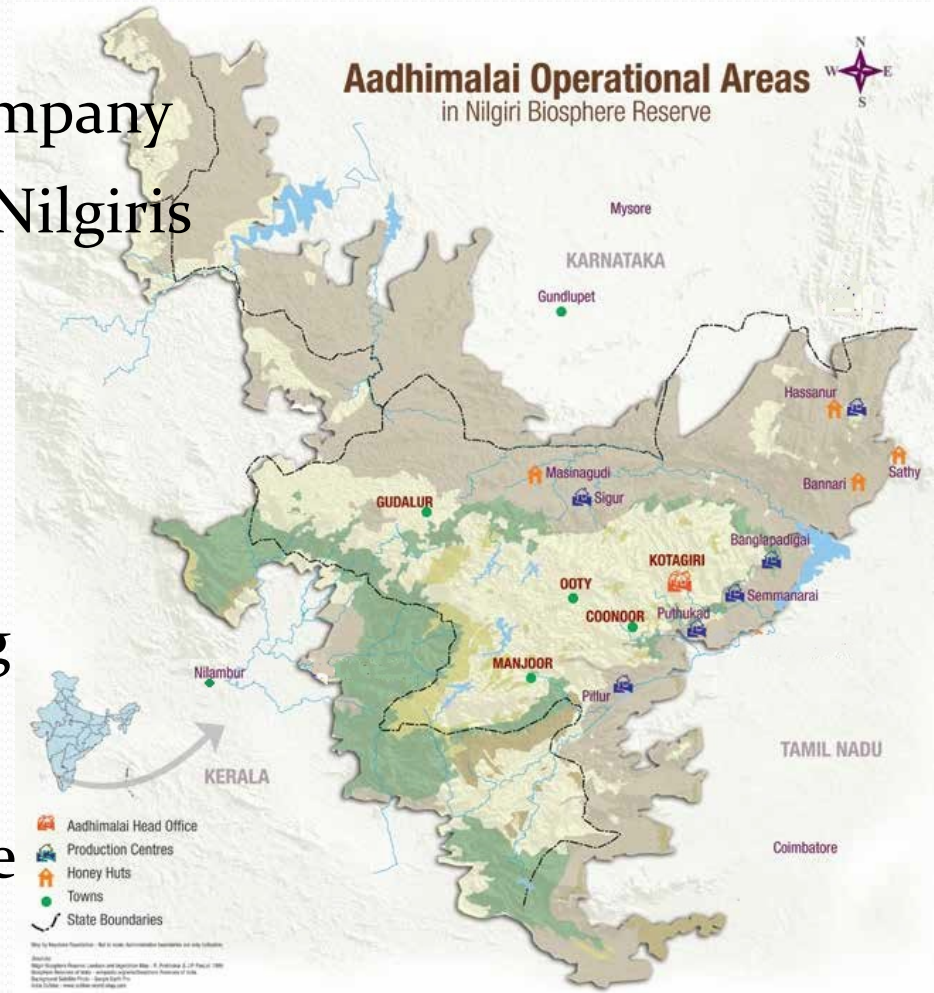 mpany
Nilgiris
g
e
Aadhimalai Operational Areas
in Nilgiri Biosphere Reserve
N
W
E
S
Mysore
KARNATAKA
Gundlupet
Hassanur
Sathy
Bannari
Masinagudi
Sigur
GUDALUR
Banglapadigai
KOTAGIRI
OOTY
Semmanarai
COONOOR
Puthukad
MANJOOR
Nilambur
Pillur
TAMIL NADU
KERALA
Coimbatore
Aadhimalai Head Office
Production Centres
Honey Huts
Towns
State Boundaries